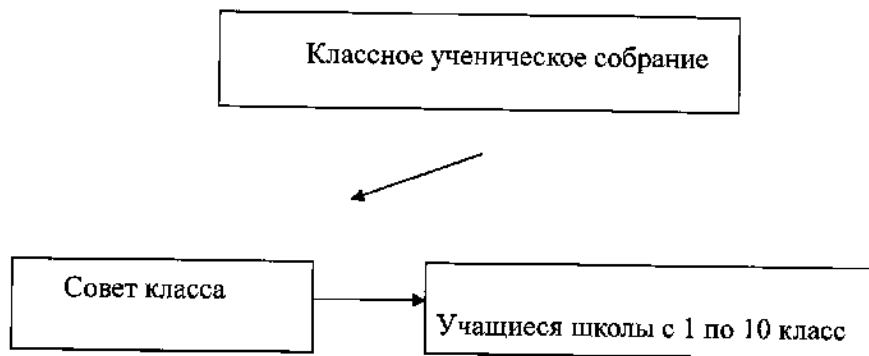 Классное ученическое собрание
Совет класса
Учащиеся школы с 1 по 10 класс